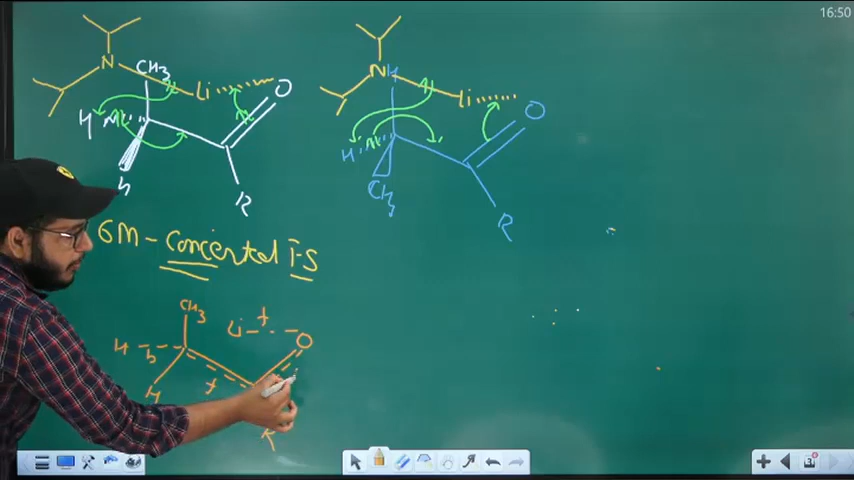 16:50
N
CH3
Li
O
H
h
R
N
H
Li
O
H
CH3
R
6M - Concerted T-S
CH3
Li
+
O
H
b
H
+
R